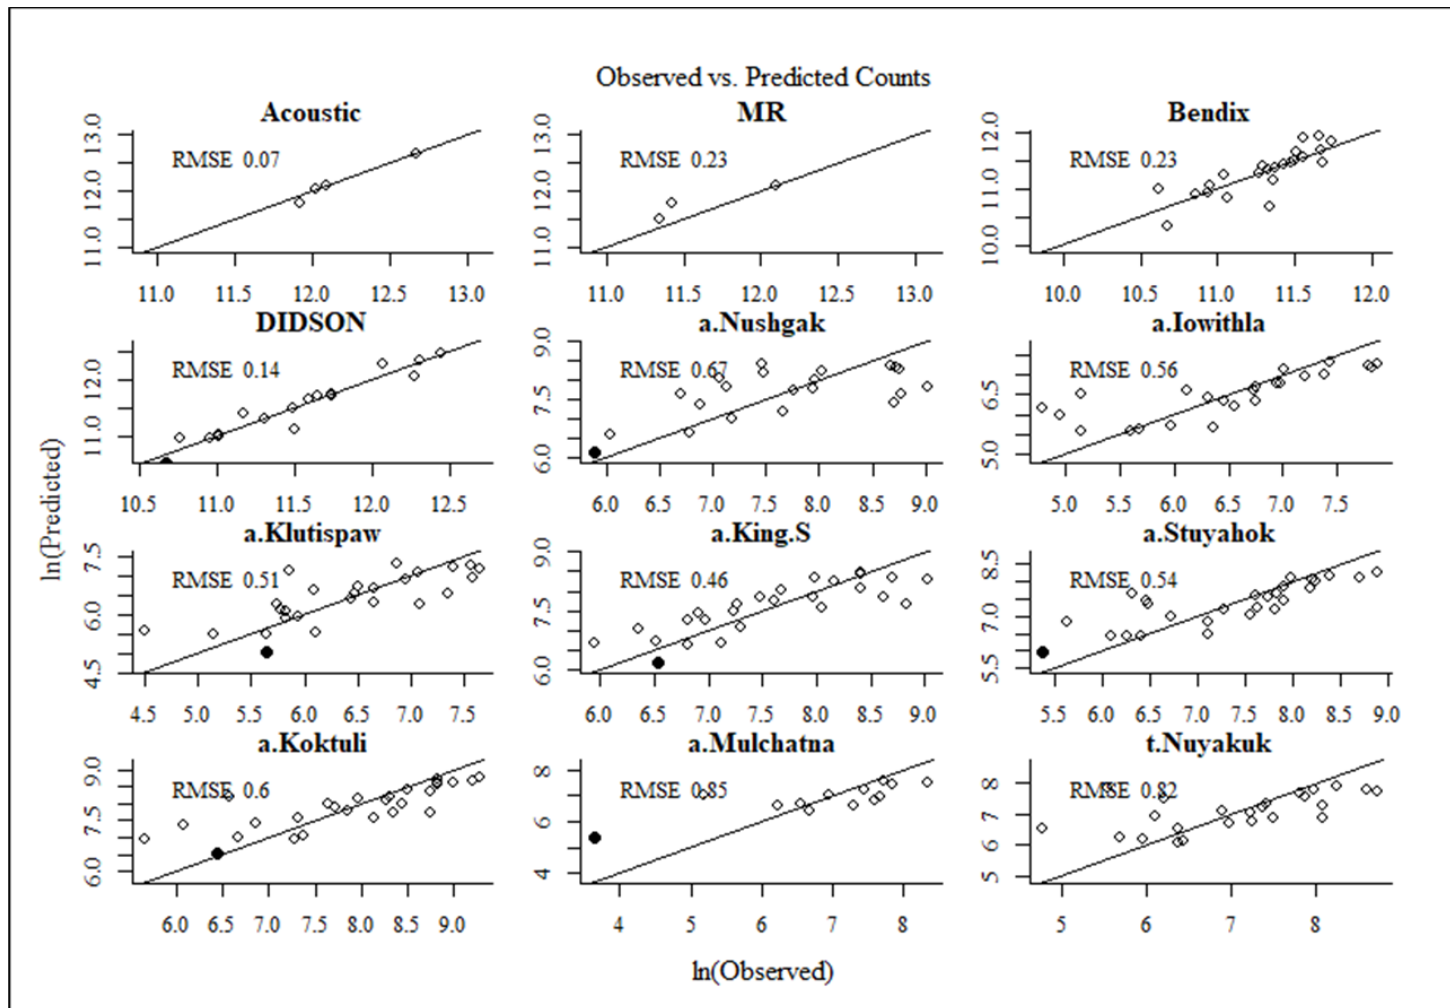 Observed vs. Predicted Counts
Acoustic MR Bendix
RMSE 0.07 RMSE 0.23 RMSE 0.23
11.0 12.0 13.0 11.0 12.0 13.0 10.0 11.0 12.0
11.0 11.5 12.0 12.5 13.0 11.0 11.5 12.0 12.5 13.0 10.0 10.5 11.0 11.5 12.0
DIDSON a.Nushgak a.Iowithla
RMSE 0.14 RMSE 0.67 RMSE 0.56
11.0 12.0 6.0 7.5 9.0 5.0 6.5
10.5 11.0 11.5 12.0 12.5 6.0 6.5 7.0 7.5 8.0 8.5 9.0 5.0 5.5 6.0 6.5 7.0 7.5
ln(Predicted)
a.Klutispaw a.King.S a.Stuyahok
RMSE 0.51 RMSE 0.46 RMSE 0.54
4.5 6.0 7.5 6.0 7.5 9.0 5.5 7.0 8.5
4.5 5.0 5.5 6.0 6.5 7.0 7.5 6.0 6.5 7.0 7.5 8.0 8.5 9.0 5.5 6.0 6.5 7.0 7.5 8.0 8.5 9.0
a.Koktuli a.Mulchatna t.Nuyakuk
RMSE 0.6 RMSE 0.85 RMSE 0.82
6.0 7.5 9.0 4 6 8 5 6 7 8
6.0 6.5 7.0 7.5 8.0 8.5 9.0 4 5 6 7 8 5 6 7 8
ln(Observed)